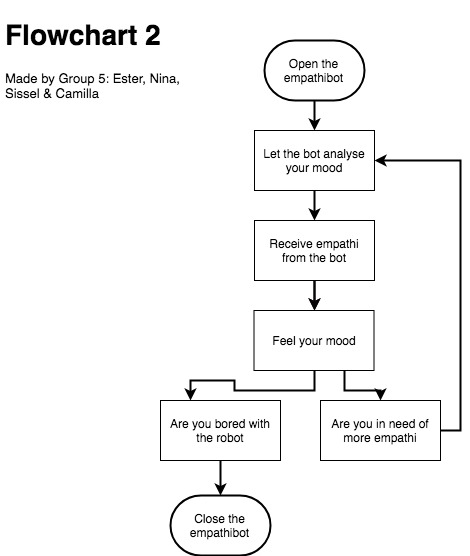 Flowchart 2
Made by Group 5: Ester, Nina,
Sissel & Camilla
Open the
empathibot
Let the bot analyse
your mood
Receive empathi
from the bot
Feel your mood
Are you bored with
the robot
Are you in need of
more empathi
Close the
empathibot